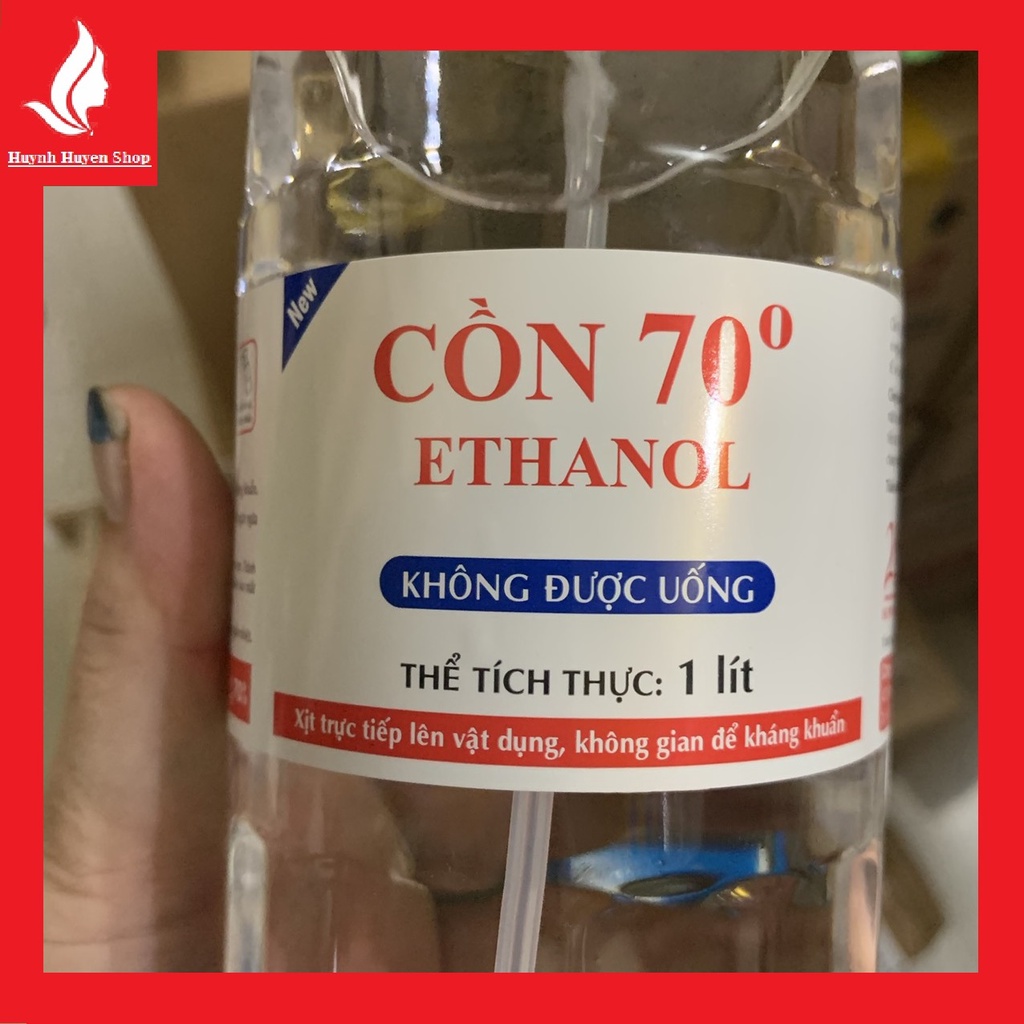 Huynh Huyen Shop
New
CỒN 70⁰
ETHANOL
KHÔNG ĐƯỢC UỐNG
THỂ TÍCH THỰC: 1 lít
Xịt trực tiếp lên vật dụng, không gian để kháng khuẩn